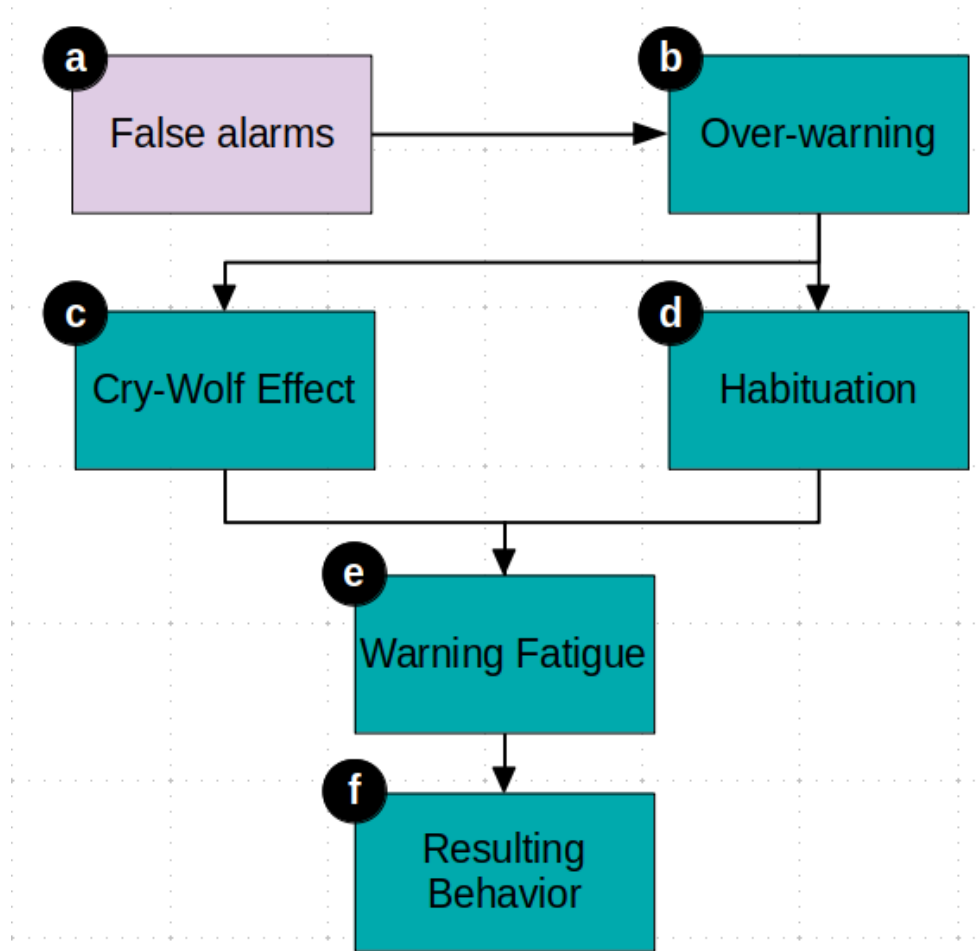 a
False alarms
b
Over-warning
c
Cry-Wolf Effect
d
Habituation
e
Warning Fatigue
f
Resulting
Behavior